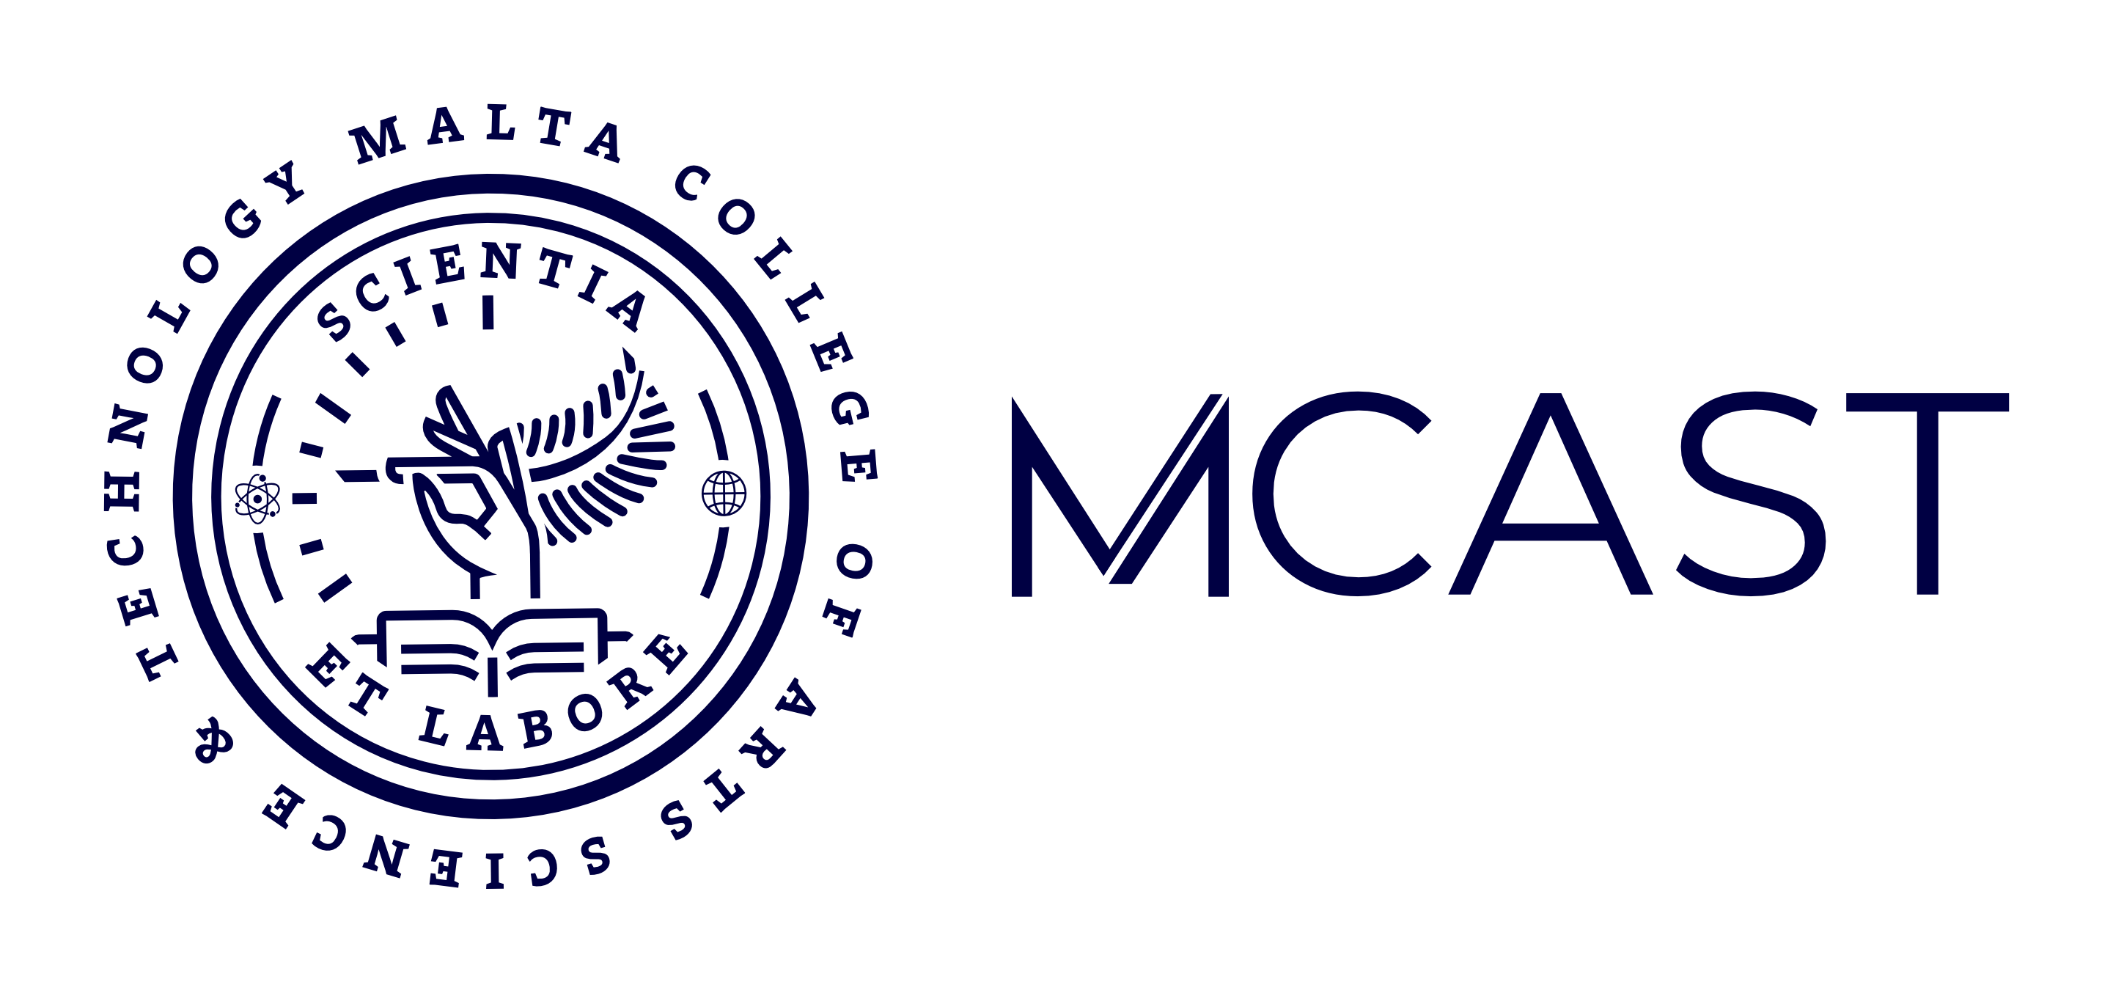 MALTA COLLEGE OF ARTS SCIENCE & TECHNOLOGY
SCIENTIA
ET LABORE
MCAST